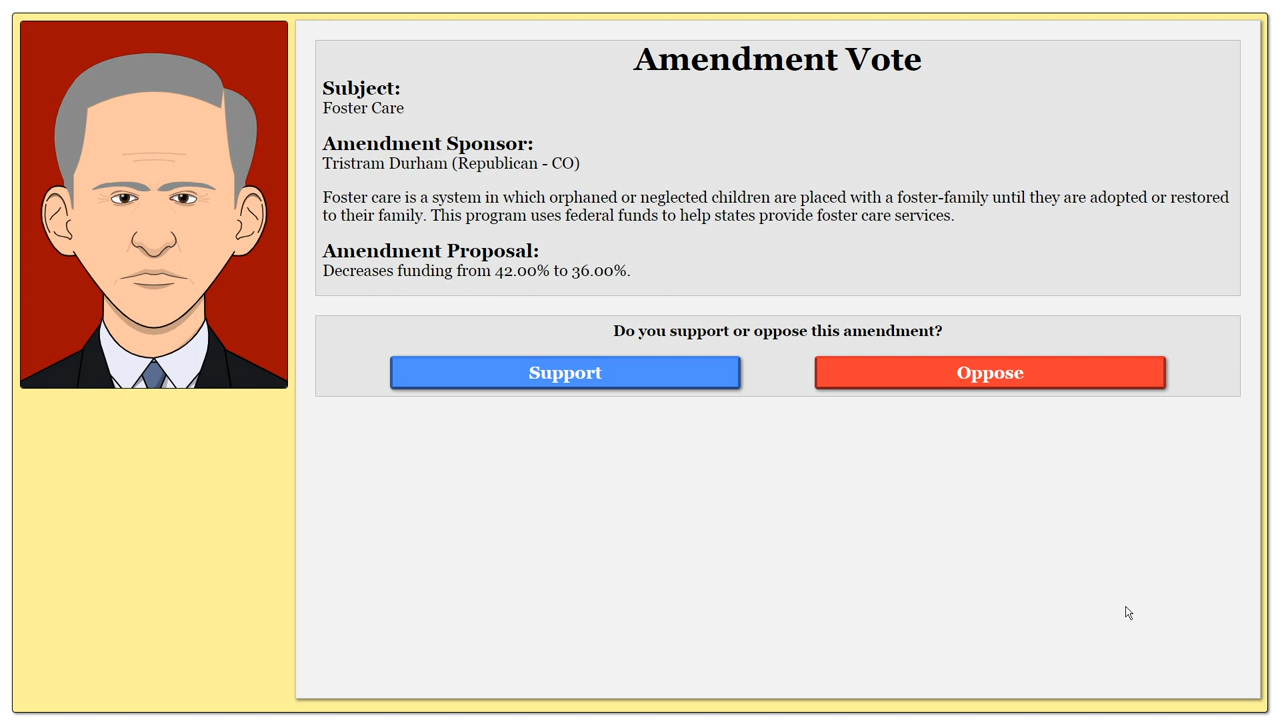 Amendment Vote
Subject:
Foster Care
Amendment Sponsor:
Tristram Durham (Republican - CO)
Foster care is a system in which orphaned or neglected children are placed with a foster-family until they are adopted or restored
to their family. This program uses federal funds to help states provide foster care services.
Amendment Proposal:
Decreases funding from 42.00% to 36.00%.
Do you support or oppose this amendment?
Support
Oppose